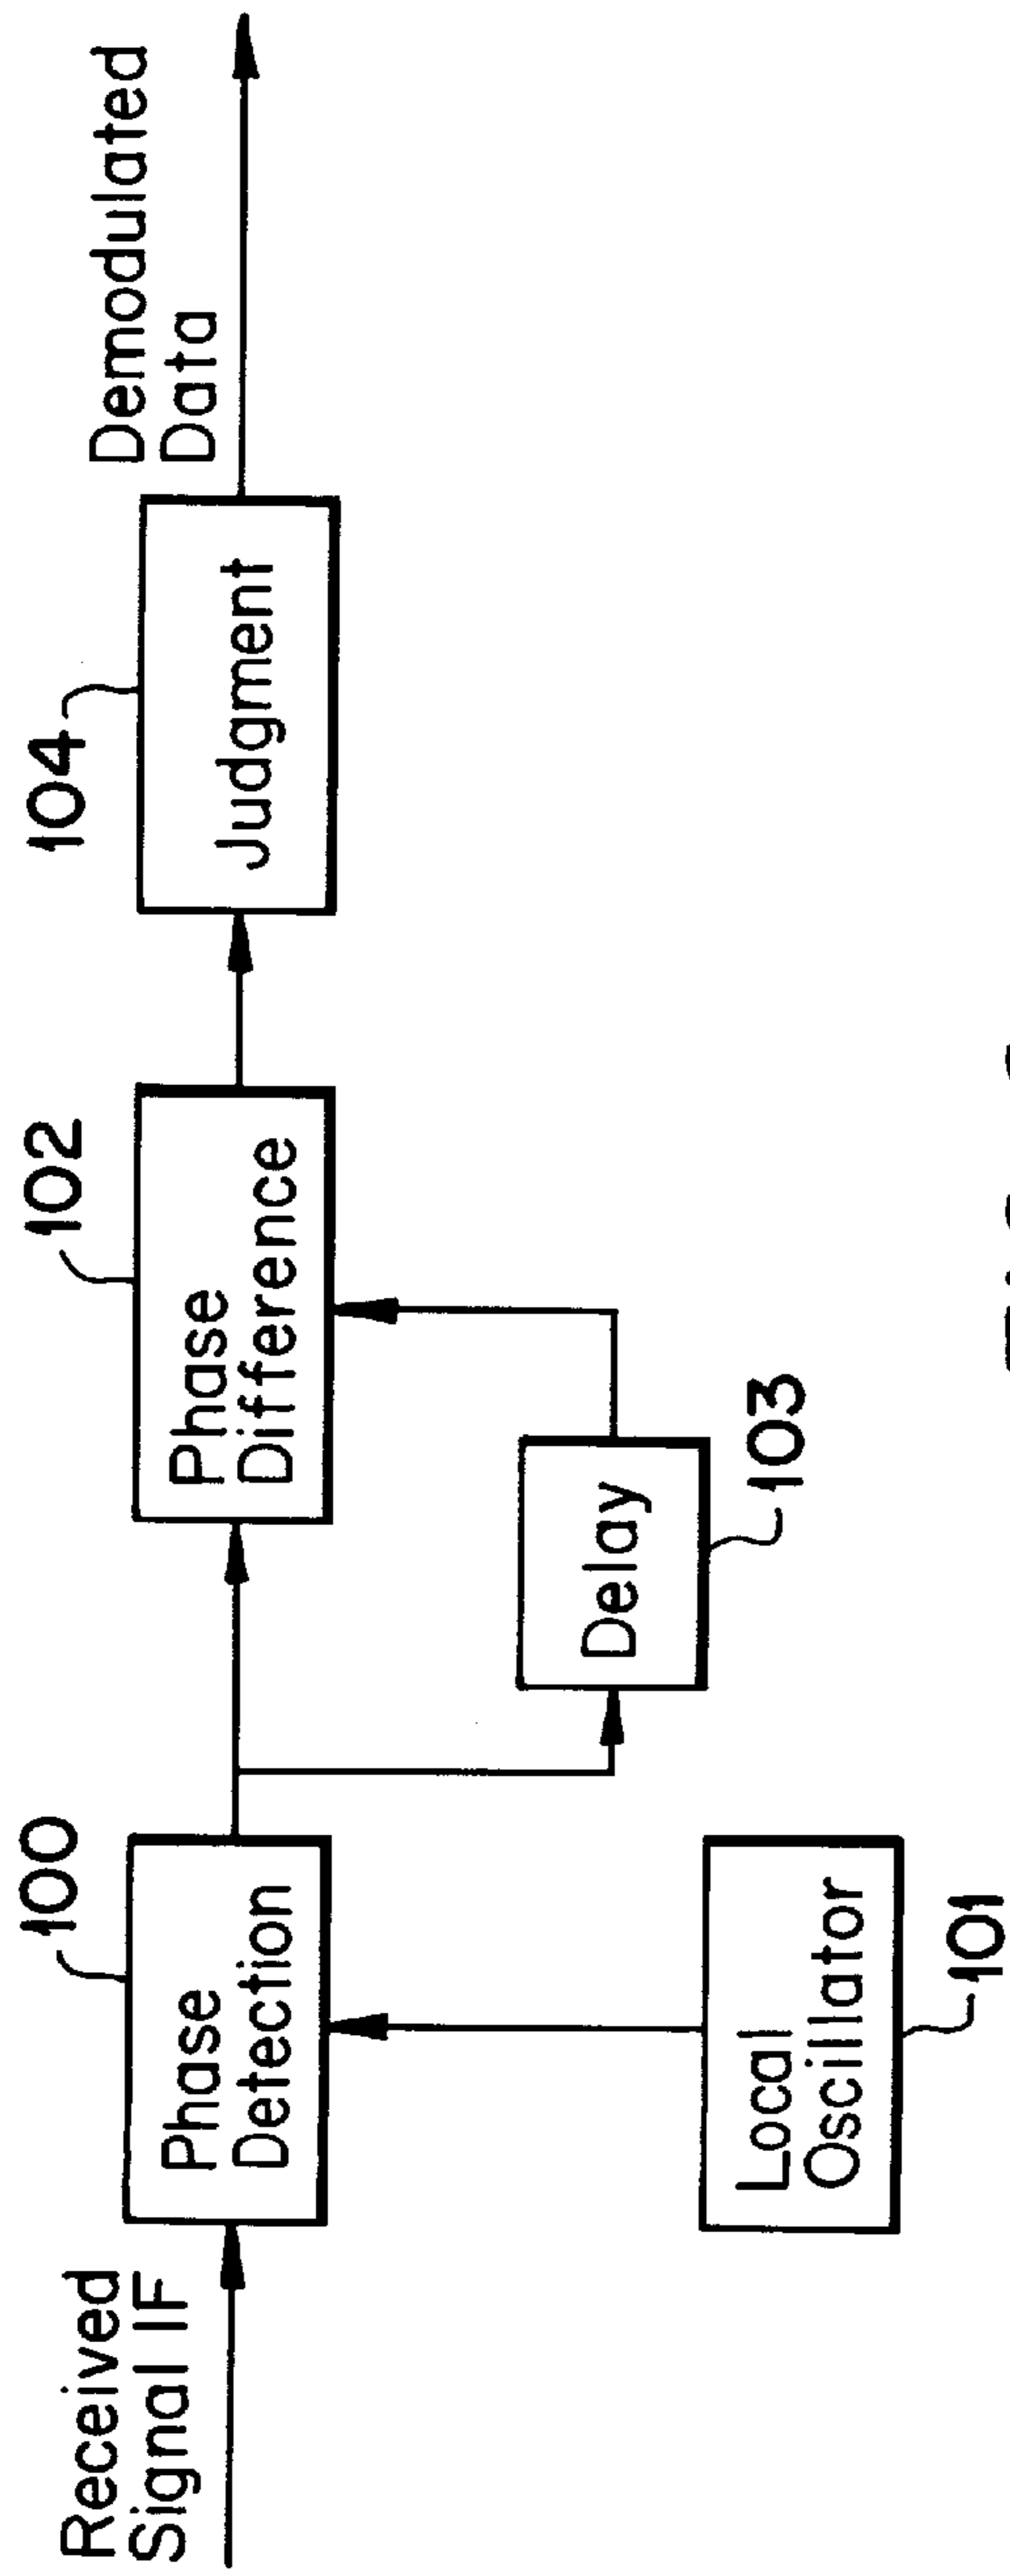 Received
Signal IF
100
Phase
Detection
Local
Oscillator
101
102
Phase
Difference
Delay
103
104
Judgment
Demodulated
Data